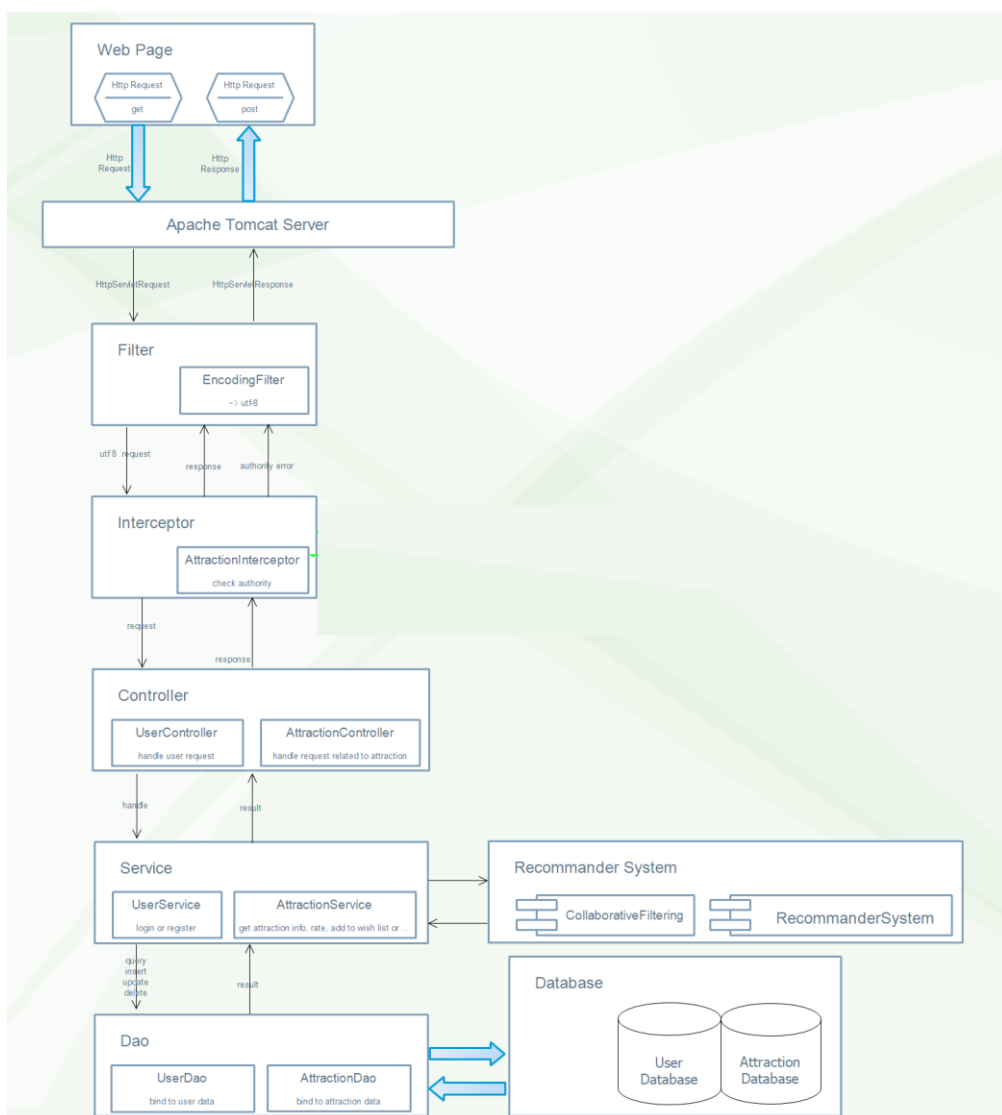 Web Page
Http Request
get
Http Request
post
Http
Request
Http
Response
Apache Tomcat Server
HttpServletRequest
HttpServletResponse
Filter
EncodingFilter
-> utf-8
utf 8 request
response
authority error
Interceptor
AttractionInterceptor
check authority
request
response
Controller
UserController
handle user request
AttractionController
handle request related to attraction
handle
result
Service
UserService
login or register
AttractionService
get attraction info, rate, add to wish list or ...
Recommander System
CollaborativeFiltering
RecommanderSystem
query
insert
update
delete
result
Dao
UserDao
bind to user data
AttractionDao
bind to attraction data
Database
User
Database
Attraction
Database